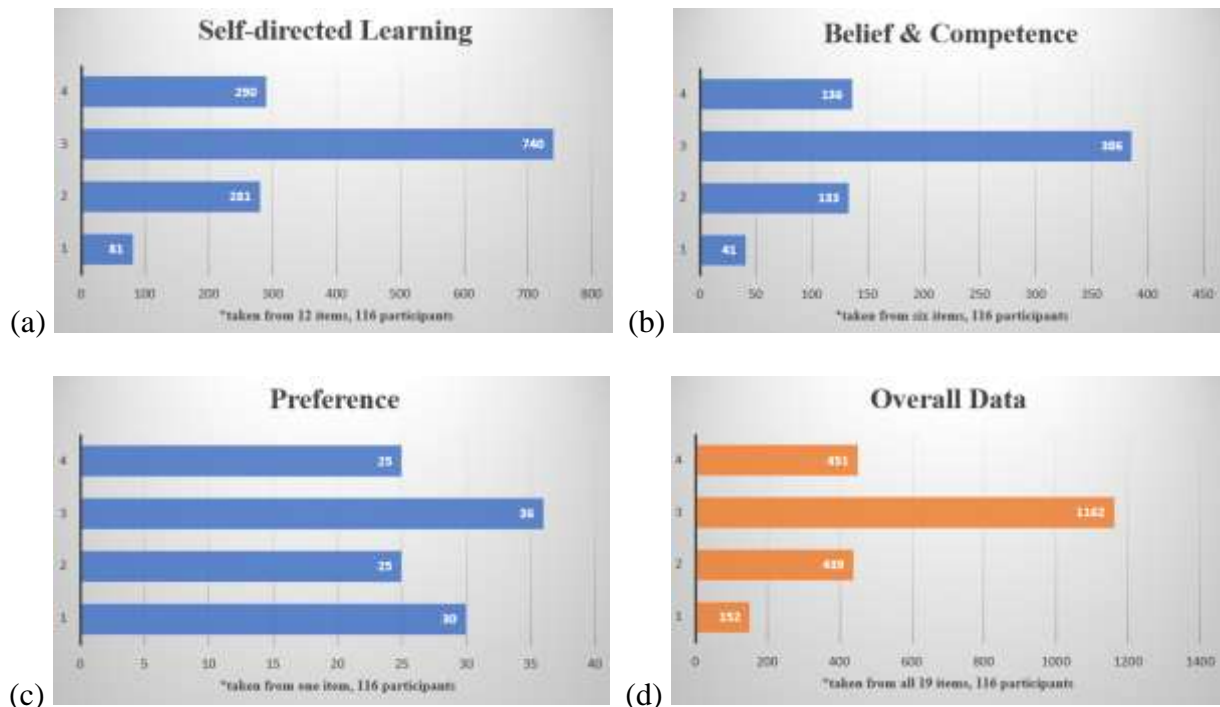 Self-directed Learning
4
290
3
740
2
281
1
81
0 100 200 300 400 500 600 700 800
*taken from 12 items, 116 participants
(a)
Belief & Competence
4
136
3
386
2
133
1
41
0 50 100 150 200 250 300 350 400 450
*taken from six items, 116 participants
(b)
Preference
4
25
3
36
2
25
1
30
0 5 10 15 20 25 30 35 40
*taken from one item, 116 participants
(c)
Overall Data
4
451
3
1162
2
439
1
152
0 200 400 600 800 1000 1200 1400
*taken from all 19 items, 116 participants
(d)